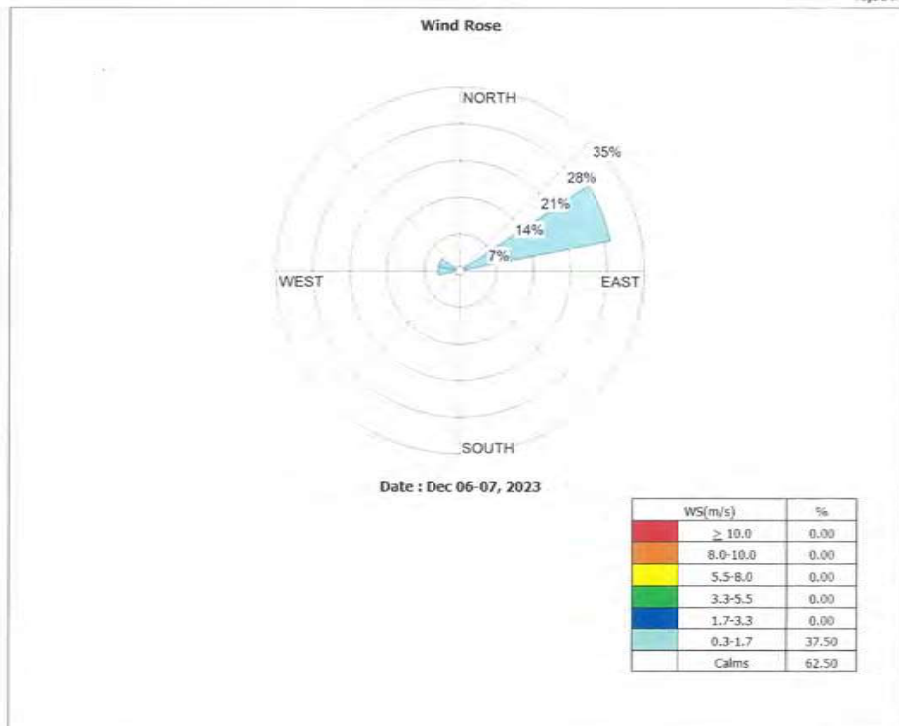 Wind Rose
NORTH
35%
28%
21%
14%
7%
WEST
EAST
SOUTH
Date : Dec 06-07, 2023
WS(m/s) %
≥ 10.0 0.00
8.0-10.0 0.00
5.5-8.0 0.00
3.3-5.5 0.00
1.7-3.3 0.00
0.3-1.7 37.50
Calms 62.50